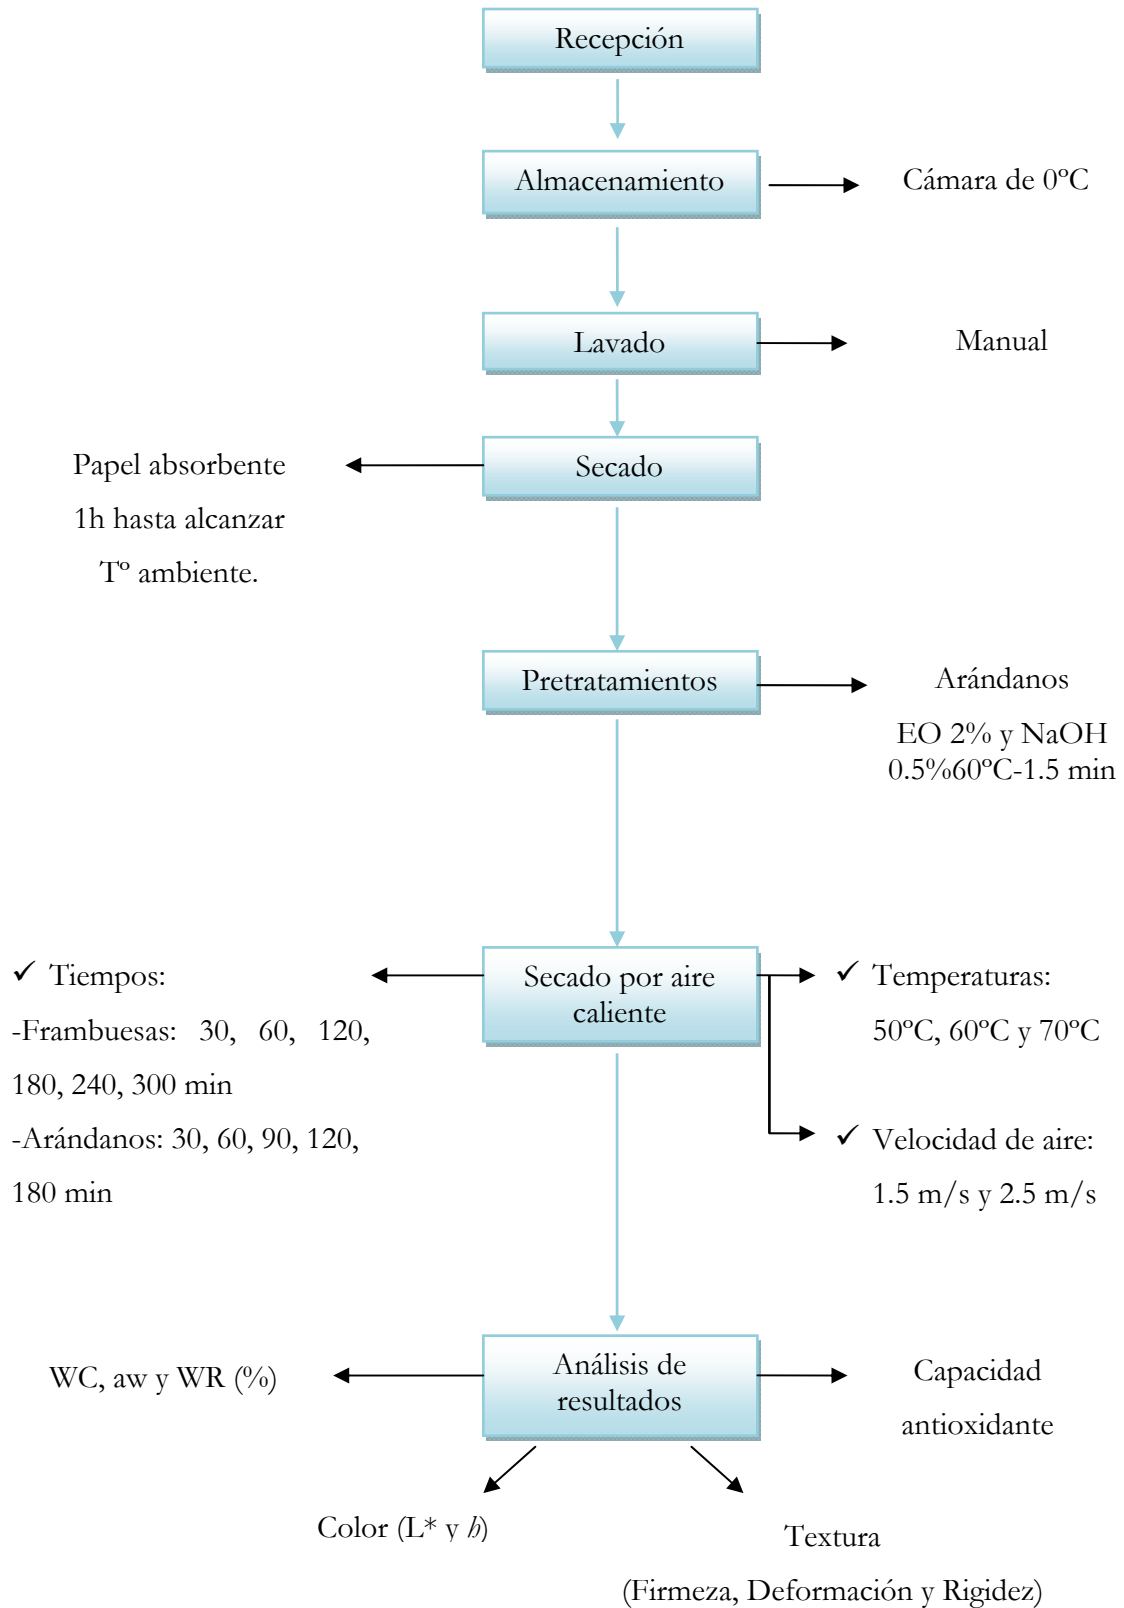 Recepción
Almacenamiento
Cámara de 0ºC
Lavado
Manual
Secado
Papel absorbente
1h hasta alcanzar
Tº ambiente.
Pretratamientos
Arándanos
EO 2% y NaOH
0.5%60ºC-1.5 min
Secado por aire
caliente
✓ Tiempos:
-Frambuesas: 30, 60, 120,
180, 240, 300 min
-Arándanos: 30, 60, 90, 120,
180 min
✓ Temperaturas:
50ºC, 60ºC y 70ºC
✓ Velocidad de aire:
1.5 m/s y 2.5 m/s
Análisis de
resultados
WC, aw y WR (%)
Capacidad
antioxidante
Color (L* y h)
Textura
(Firmeza, Deformación y Rigidez)